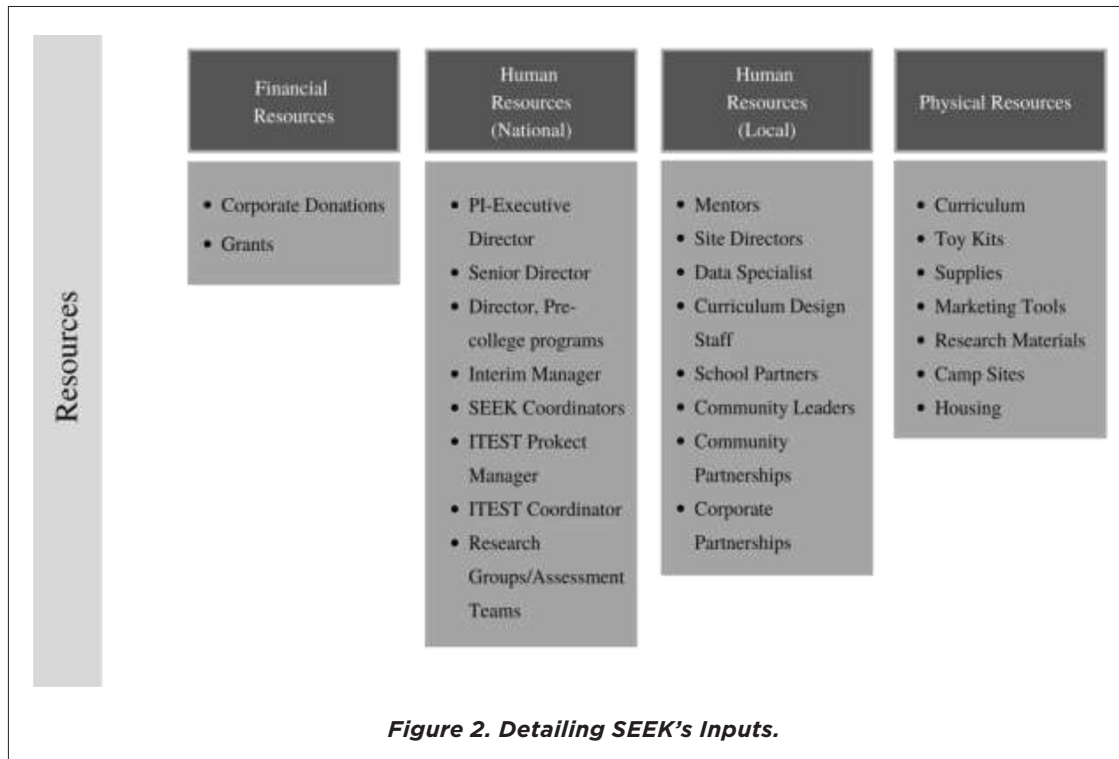 Resources
Financial
Resources
• Corporate Donations
• Grants
Human
Resources
(National)
• PI-Executive
Director
• Senior Director
• Director, Pre-
college programs
• Interim Manager
• SEEK Coordinators
• ITEST Prokect
Manager
• ITEST Coordinator
• Research
Groups/Assessment
Teams
Human
Resources
(Local)
• Mentors
• Site Directors
• Data Specialist
• Curriculum Design
Staff
• School Partners
• Community Leaders
• Community
Partnerships
• Corporate
Partnerships
Physical Resources
• Curriculum
• Toy Kits
• Supplies
• Marketing Tools
• Research Materials
• Camp Sites
• Housing
Figure 2. Detailing SEEK's Inputs.